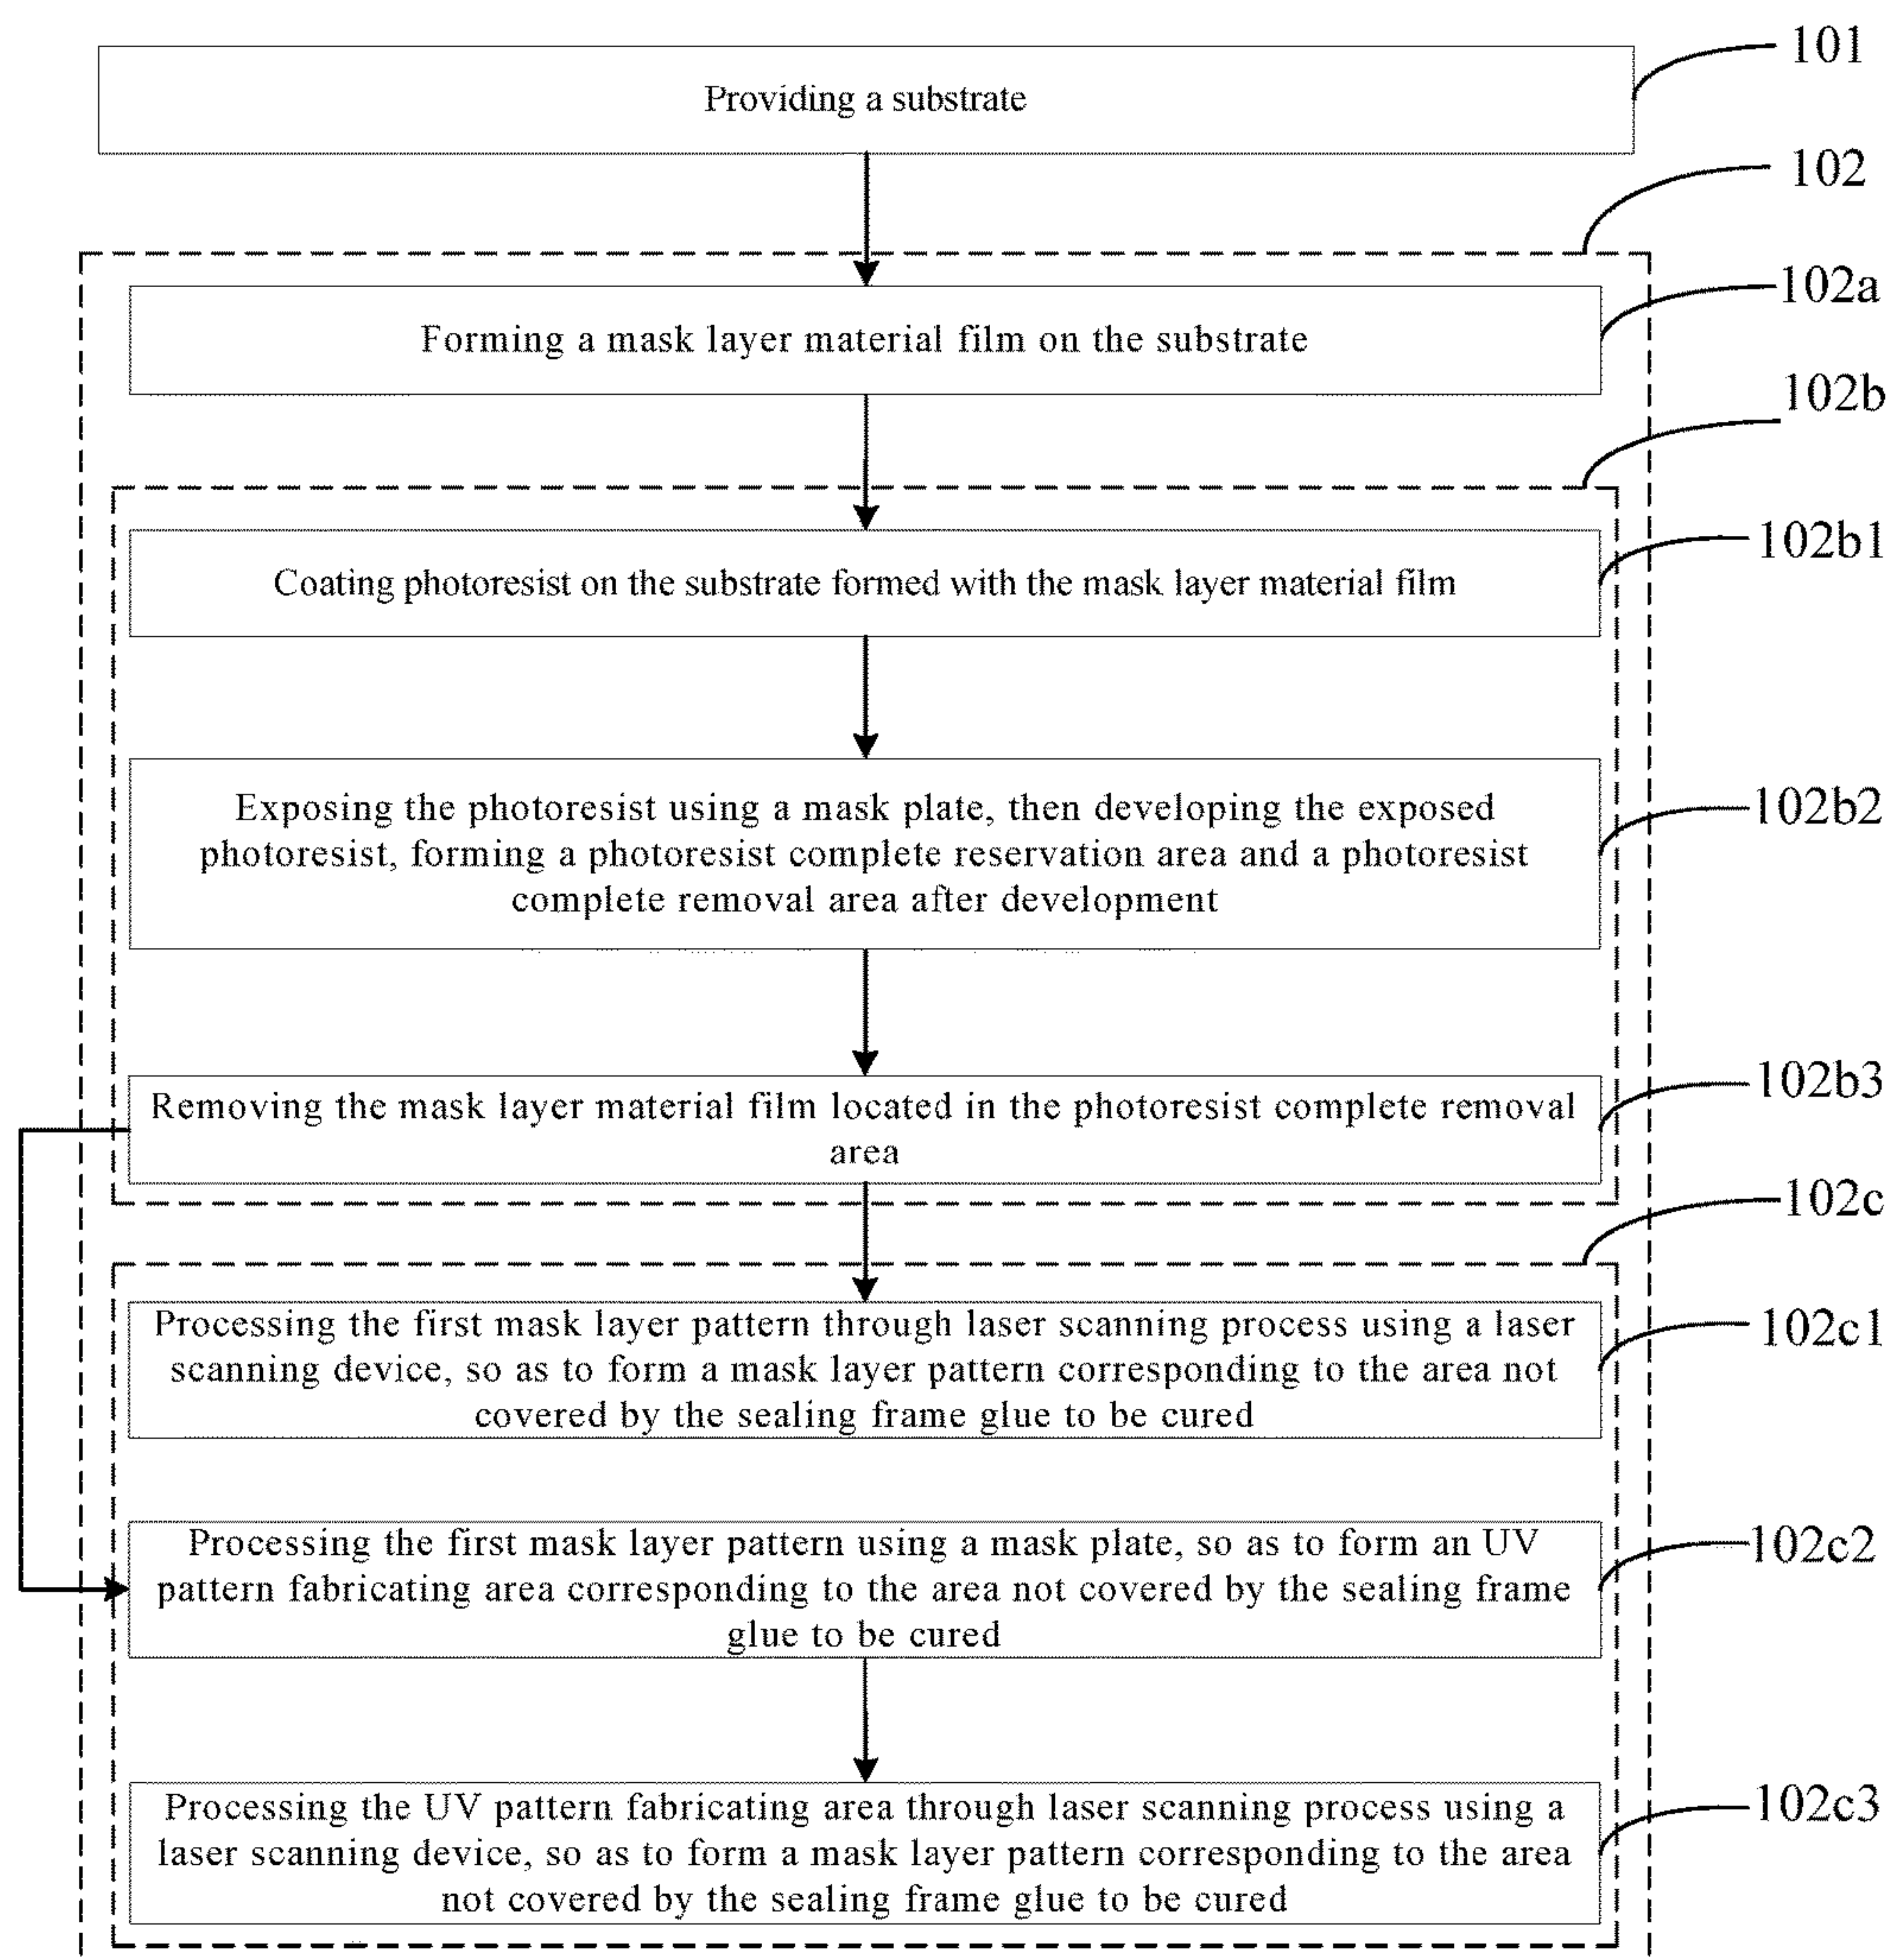 101
Providing a substrate
102
102a
Forming a mask layer material film on the substrate
102b
102b1
Coating photoresist on the substrate formed with the mask layer material film
102b2
Exposing the photoresist using a mask plate, then developing the exposed
photoresist, forming a photoresist complete reservation area and a photoresist
complete removal area after development
102b3
Removing the mask layer material film located in the photoresist complete removal
area
102c
102c1
Processing the first mask layer pattern through laser scanning process using a laser
scanning device, so as to form a mask layer pattern corresponding to the area not
covered by the sealing frame glue to be cured
102c2
Processing the first mask layer pattern using a mask plate, so as to form an UV
pattern fabricating area corresponding to the area not covered by the sealing frame
glue to be cured
102c3
Processing the UV pattern fabricating area through laser scanning process using a
laser scanning device, so as to form a mask layer pattern corresponding to the area
not covered by the sealing frame glue to be cured